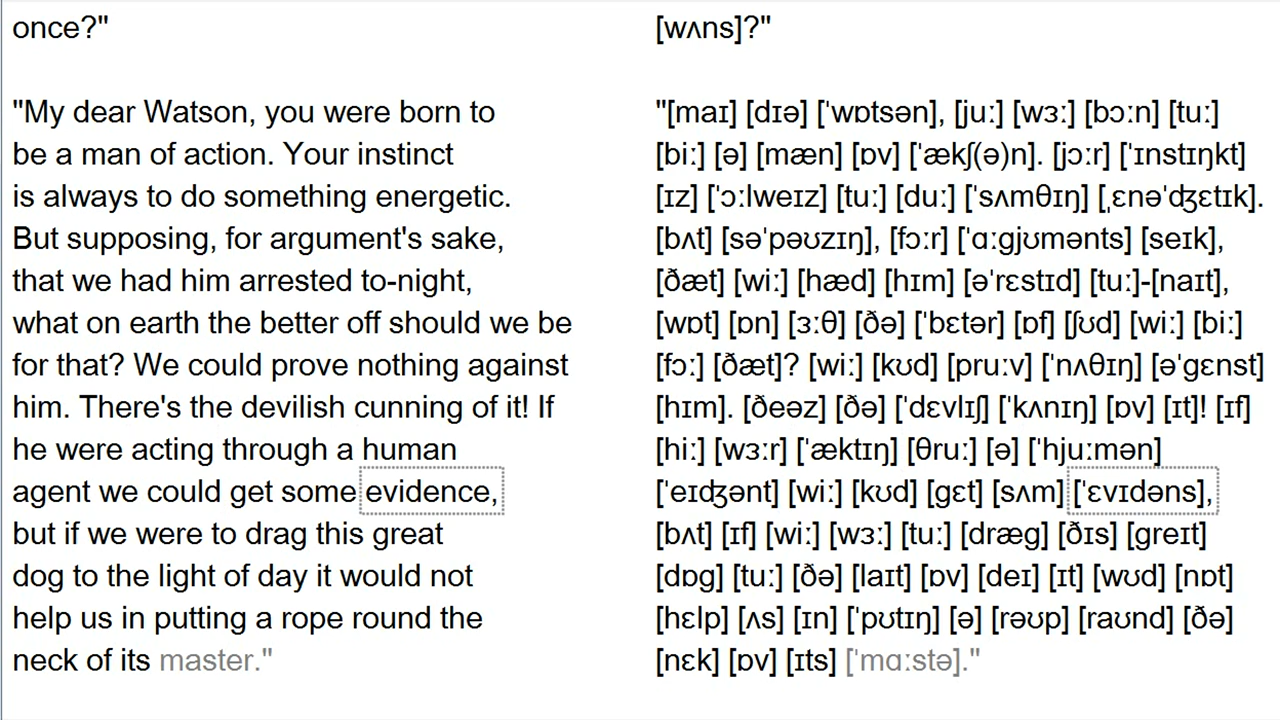 once?"
"My dear Watson, you were born to
be a man of action. Your instinct
is always to do something energetic.
But supposing, for argument's sake,
that we had him arrested to-night,
what on earth the better off should we be
for that? We could prove nothing against
him. There's the devilish cunning of it! If
he were acting through a human
agent we could get some evidence,
but if we were to drag this great
dog to the light of day it would not
help us in putting a rope round the
neck of its master."
[wʌns]?"
"[maɪ] [dɪə] [ˈwɒtsən], [juː] [wɜː] [bɔːn] [tuː]
[biː] [ə] [mæn] [ɒv] [ˈækʃ(ə)n]. [jɔːr] [ˈɪnstɪŋkt]
[ɪz] [ˈɔːlweɪz] [tuː] [duː] [ˈsʌmθɪŋ] [ˌɛnəˈʤɛtɪk].
[bʌt] [səˈpəʊzɪŋ], [fɔːr] [ˈɑːgjʊmənts] [seɪk],
[ðæt] [wiː] [hæd] [hɪm] [əˈrɛstɪd] [tuː]-[naɪt],
[wɒt] [ɒn] [ɜːθ] [ðə] [ˈbɛtər] [ɒf] [ʃʊd] [wiː] [biː]
[fɔː] [ðæt]? [wiː] [kʊd] [pruːv] [ˈnʌθɪŋ] [əˈgɛnst]
[hɪm]. [ðeəz] [ðə] [ˈdɛvlɪʃ] [ˈkʌnɪŋ] [ɒv] [ɪt]! [ɪf]
[hiː] [wɜːr] [ˈæktɪŋ] [θruː] [ə] [ˈhjuːmən]
[ˈeɪʤənt] [wiː] [kʊd] [gɛt] [sʌm] [ˈɛvɪdəns],
[bʌt] [ɪf] [wiː] [wɜː] [tuː] [dræg] [ðɪs] [greɪt]
[dɒg] [tuː] [ðə] [laɪt] [ɒv] [deɪ] [ɪt] [wʊd] [nɒt]
[hɛlp] [ʌs] [ɪn] [ˈpʊtɪŋ] [ə] [rəʊp] [raʊnd] [ðə]
[nɛk] [ɒv] [ɪts] [ˈmɑːstə]."